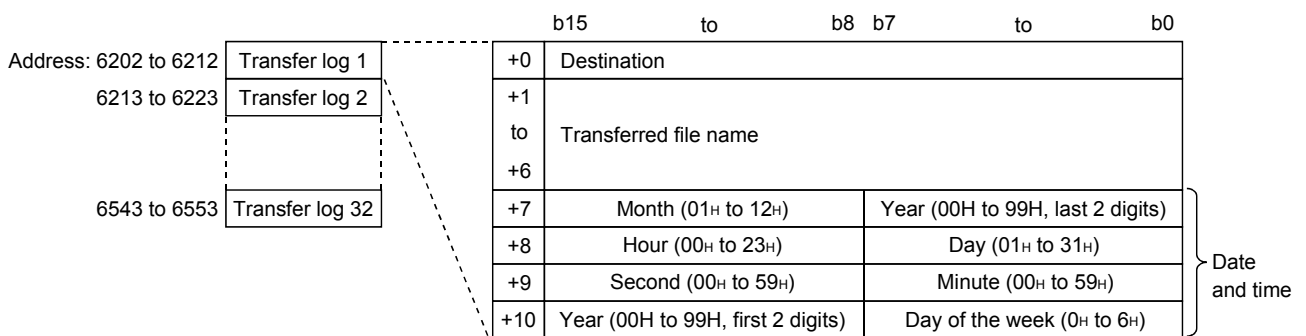 b15 to b8 b7 to b0
Address: 6202 to 6212 Transfer log 1 +0 Destination
6213 to 6223 Transfer log 2 +1
to Transferred file name
+6
6543 to 6553 Transfer log 32 +7 Month (01H to 12H) Year (00H to 99H, last 2 digits)
+8 Hour (00H to 23H) Day (01H to 31H)
+9 Second (00H to 59H) Minute (00H to 59H)
+10 Year (00H to 99H, first 2 digits) Day of the week (0H to 6H)
Date
and time